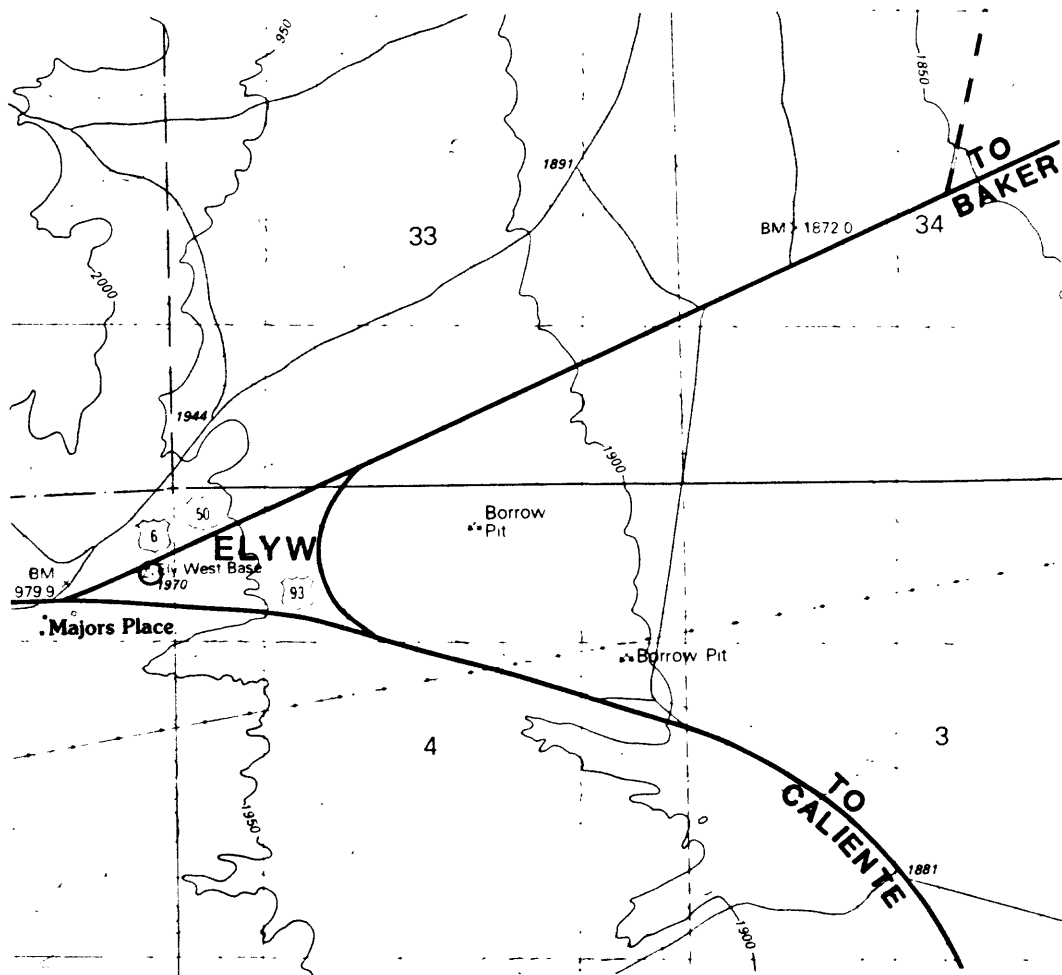 950
1850
TO
BAKER
1891
33
34
BM × 1872 0
2000
1944
1900
50
6
ELYW
Borrow
Pit
BM
979 9
Ely West Base
1970
93
Majors Place
Borrow Pit
4
3
TO
CALIENTE
1950
1881
1900